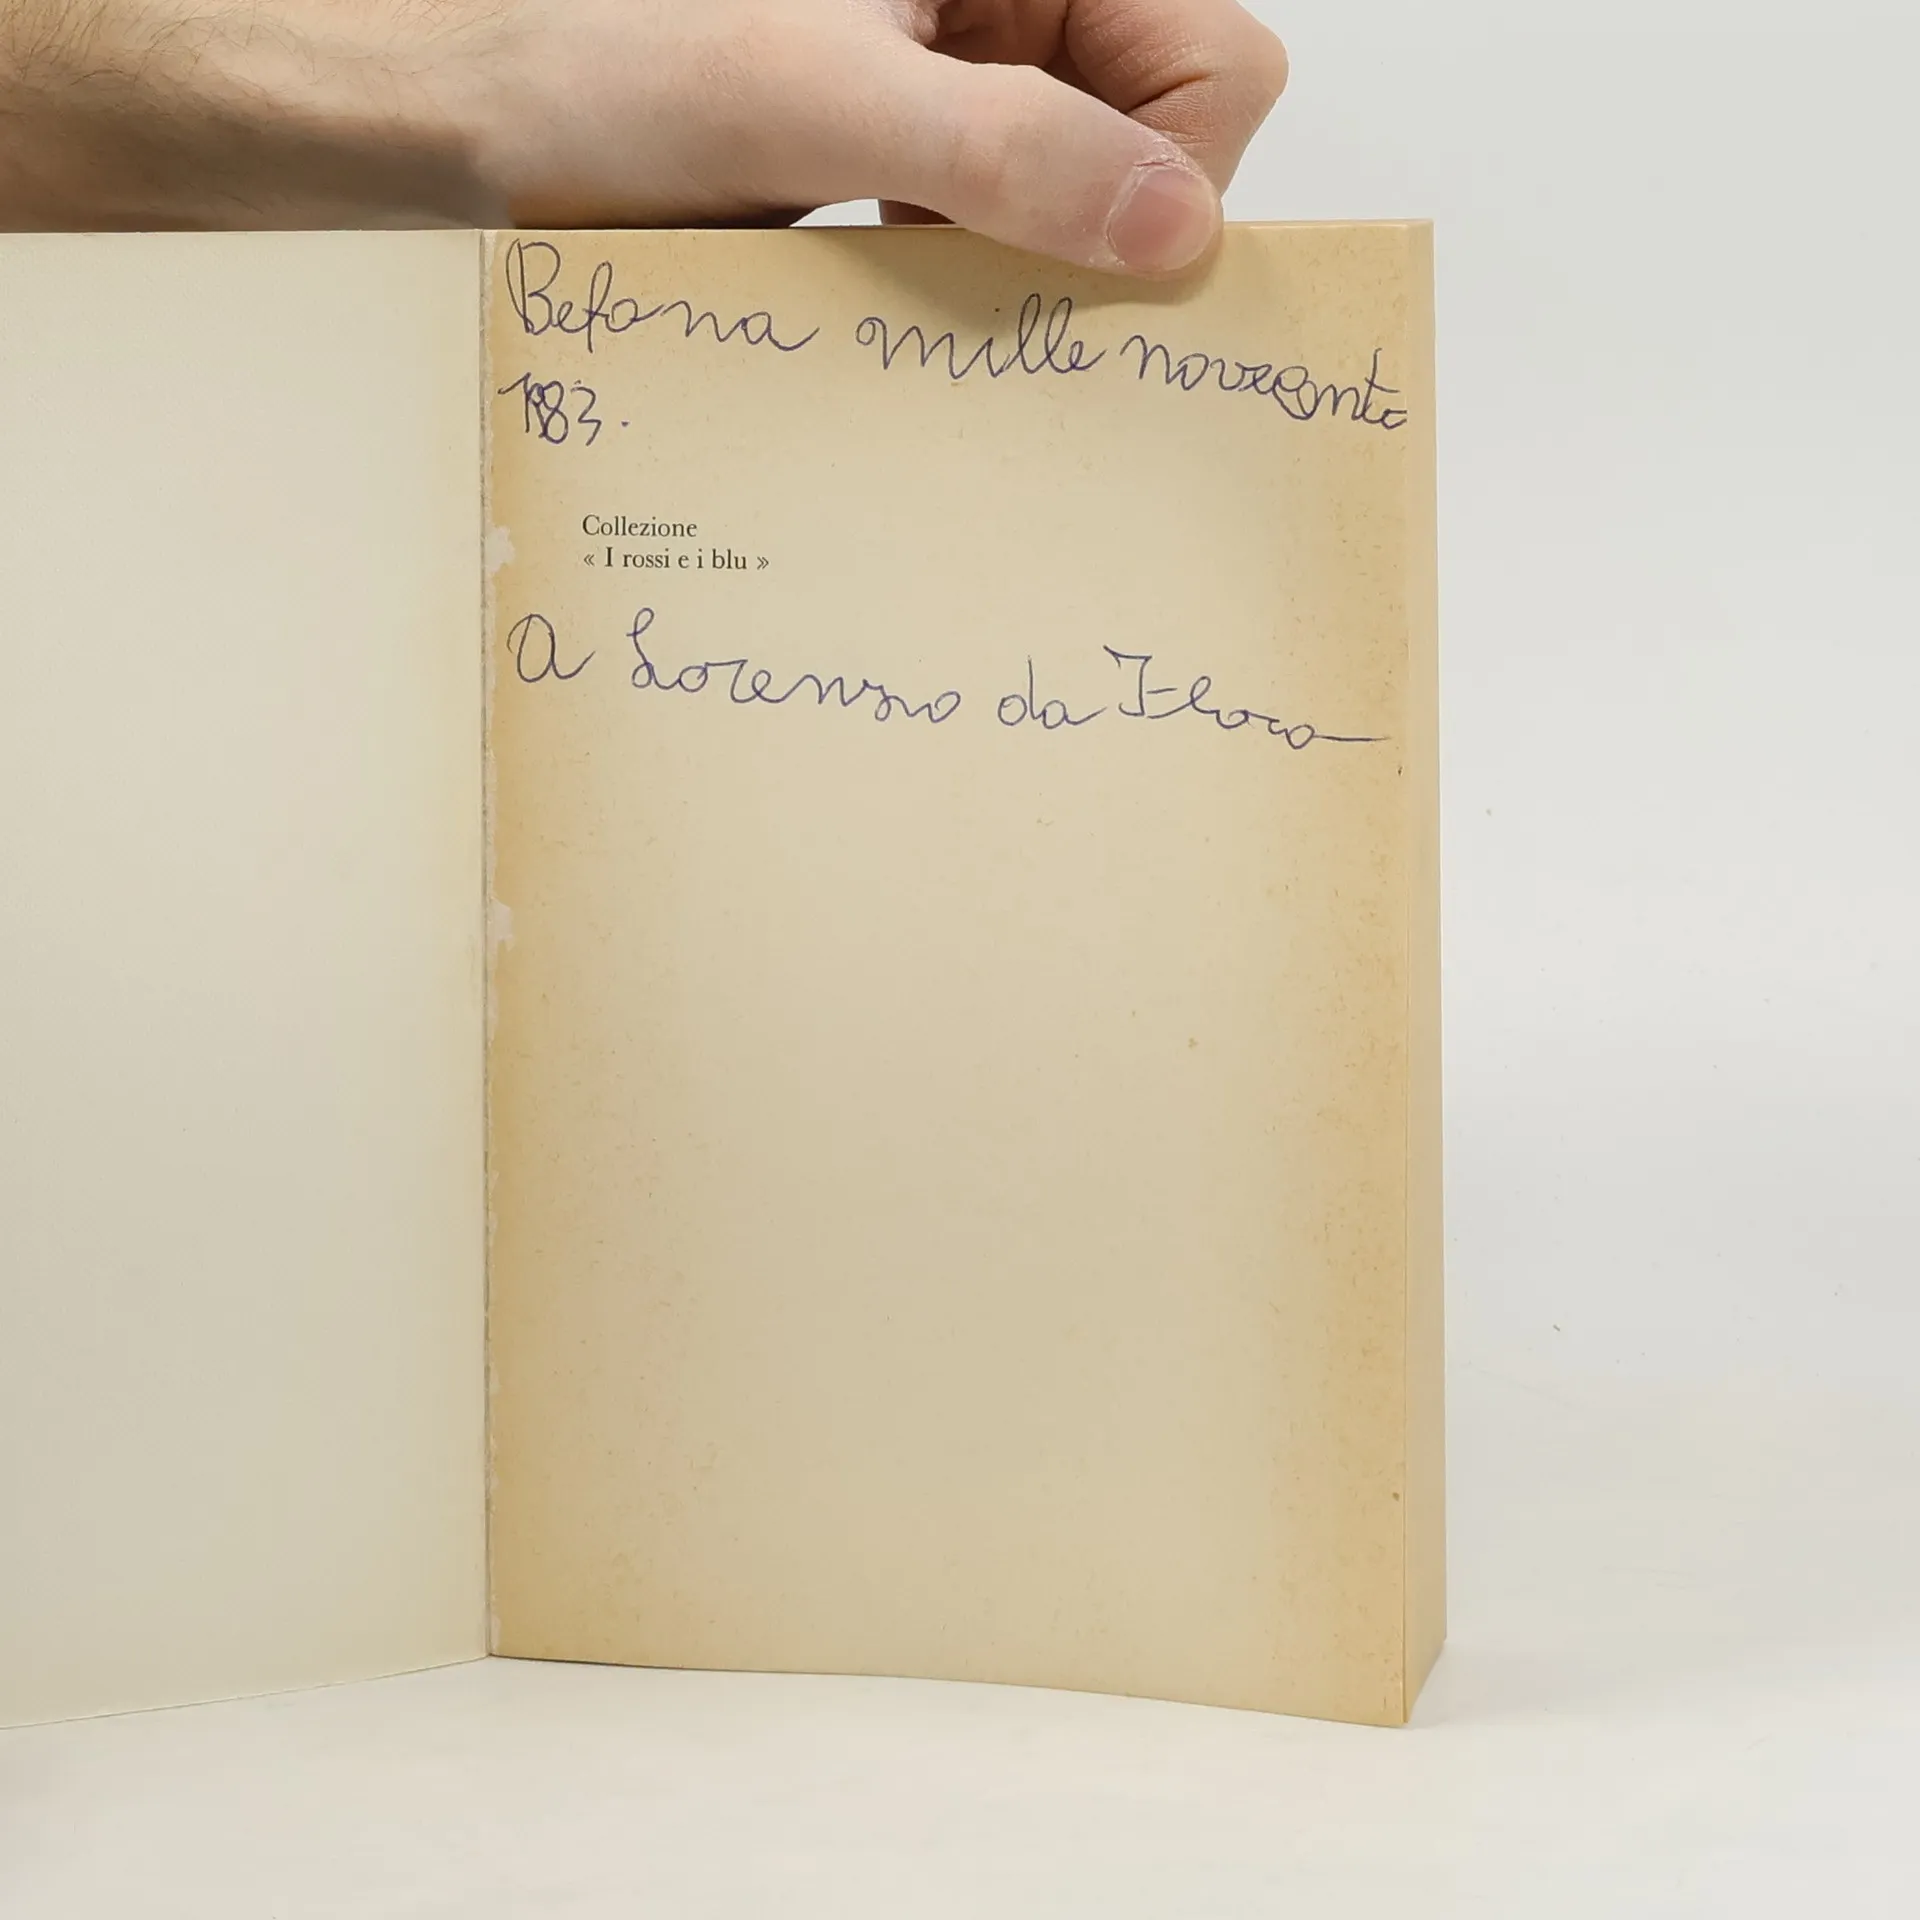 Befana mille novecento
1983.
Collezione
« I rossi e i blu »
A Lorenzo da